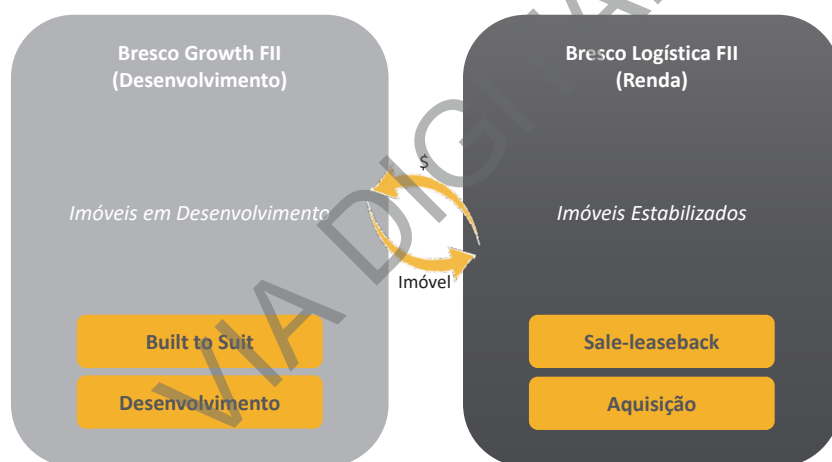 Bresco Growth FII
(Desenvolvimento)
Imóveis em Desenvolvimento
Built to Suit
Desenvolvimento
$
Imóvel
Bresco Logística FII
(Renda)
Imóveis Estabilizados
Sale-leaseback
Aquisição
VIA DIGITA